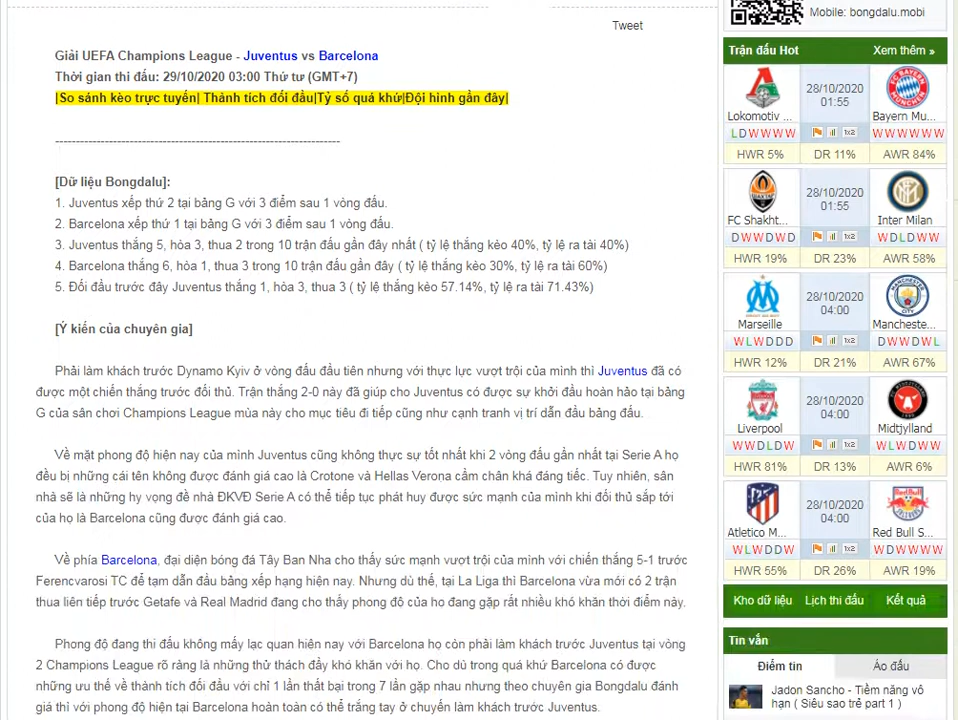 Tweet
Giải UEFA Champions League - Juventus vs Barcelona
Thời gian thi đấu: 29/10/2020 03:00 Thứ tư (GMT+7)
|So sánh kèo trực tuyến| Thành tích đối đầu|Tỷ số quá khứ|Đội hình gần đây|
--------------------------------------------------------------------
[Dữ liệu Bongdalu]:
1. Juventus xếp thứ 2 tại bảng G với 3 điểm sau 1 vòng đấu.
2. Barcelona xếp thứ 1 tại bảng G với 3 điểm sau 1 vòng đấu.
3. Juventus thắng 5, hòa 3, thua 2 trong 10 trận đấu gần đây nhất ( tỷ lệ thắng kèo 40%, tỷ lệ ra tài 40%)
4. Barcelona thắng 6, hòa 1, thua 3 trong 10 trận đấu gần đây ( tỷ lệ thắng kèo 30%, tỷ lệ ra tài 60%)
5. Đối đầu trước đây Juventus thắng 1, hòa 3, thua 3 ( tỷ lệ thắng kèo 57.14%, tỷ lệ ra tài 71.43%)
[Ý kiến của chuyên gia]
Phải làm khách trước Dynamo Kyiv ở vòng đấu đầu tiên nhưng với thực lực vượt trội của mình thì Juventus đã có
được một chiến thắng trước đối thủ. Trận thắng 2-0 này đã giúp cho Juventus có được sự khởi đầu hoàn hảo tại bảng
G của sân chơi Champions League mùa này cho mục tiêu đi tiếp cũng như cạnh tranh vị trí dẫn đầu bảng đấu.
Về mặt phong độ hiện nay của mình Juventus cũng không thực sự tốt nhất khi 2 vòng đấu gần nhất tại Serie A họ
đều bị những cái tên không được đánh giá cao là Crotone và Hellas Verona cầm chân khá đáng tiếc. Tuy nhiên, sân
nhà sẽ là những hy vọng để nhà ĐKVĐ Serie A có thể tiếp tục phát huy được sức mạnh của mình khi đối thủ sắp tới
của họ là Barcelona cũng được đánh giá cao.
Về phía Barcelona, đại diện bóng đá Tây Ban Nha cho thấy sức mạnh vượt trội của mình với chiến thắng 5-1 trước
Ferencvarosi TC để tạm dẫn đầu bảng xếp hạng hiện nay. Nhưng dù thế, tại La Liga thì Barcelona vừa mới có 2 trận
thua liên tiếp trước Getafe và Real Madrid đang cho thấy phong độ của họ đang gặp rất nhiều khó khăn thời điểm này.
Phong độ đang thi đấu không mấy lạc quan hiện nay với Barcelona họ còn phải làm khách trước Juventus tại vòng
2 Champions League rõ ràng là những thử thách đầy khó khăn với họ. Cho dù trong quá khứ Barcelona có được
những ưu thế về thành tích đối đầu với chỉ 1 lần thất bại trong 7 lần gặp nhau nhưng theo chuyên gia Bongdalu đánh
giá thì với phong độ hiện tại Barcelona hoàn toàn có thể trắng tay ở chuyến làm khách trước Juventus.
Mobile: bongdalu.mobi
Trận đấu Hot Xem thêm »
28/10/2020
01:55
Lokomotiv ... Bayern Mu...
L D W W W W 1x2 W W W W W W
HWR 5% DR 11% AWR 84%
28/10/2020
01:55
FC Shakht... Inter Milan
D W W D W D 1x2 W D L D W W
HWR 19% DR 23% AWR 58%
28/10/2020
04:00
Marseille Mancheste...
W L W D D D 1x2 D W W D W L
HWR 12% DR 21% AWR 67%
28/10/2020
04:00
Liverpool Midtjylland
W W D L D W 1x2 W L W D W W
HWR 81% DR 13% AWR 6%
28/10/2020
04:00
Atletico M... Red Bull S...
W L W D D W 1x2 W D W W W W
HWR 55% DR 26% AWR 19%
Kho dữ liệu Lịch thi đấu Kết quả
Tin vắn
Điểm tin Áo đấu
Jadon Sancho - Tiềm năng vô
hạn ( Siêu sao trẻ part 1 )